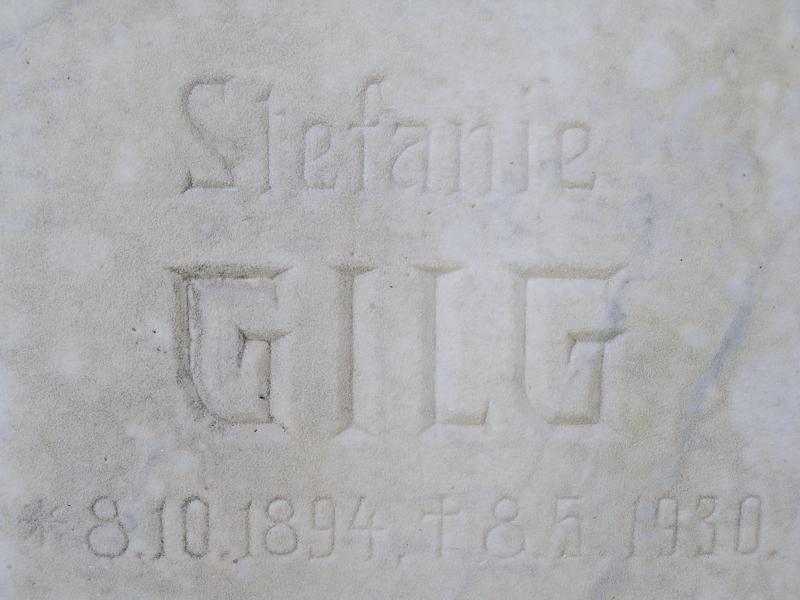 Stefanie
GILG
* 8.10.1894, † 8.5.1930.